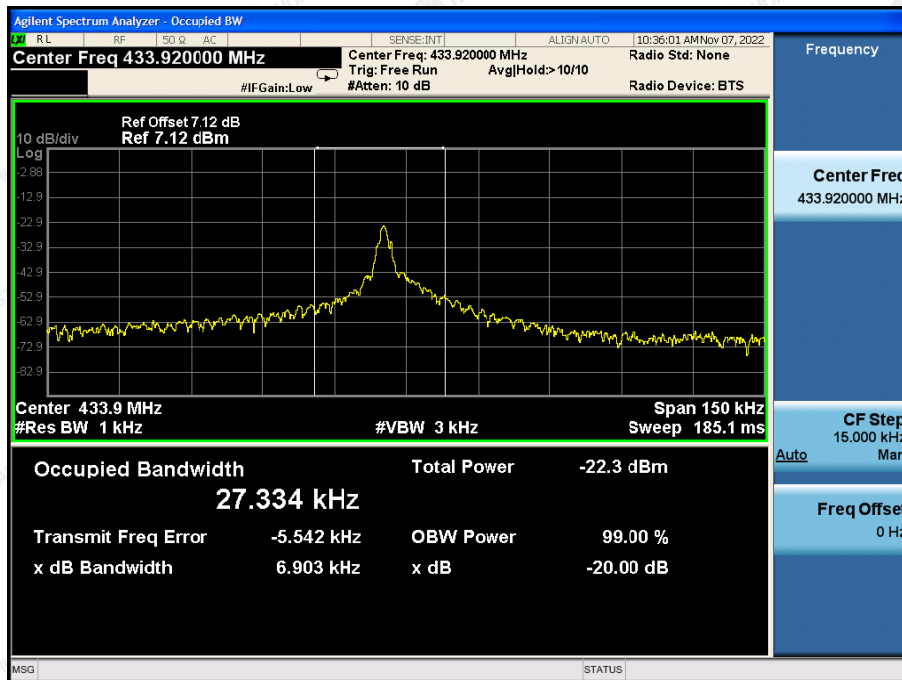 Agilent Spectrum Analyzer - Occupied BW
LXI RL RF 50 Ω AC SENSE:INT ALIGN AUTO 10:36:01 AM Nov 07, 2022
Center Freq 433.920000 MHz
Center Freq: 433.920000 MHz
Radio Std: None
Trig: Free Run Avg|Hold:>10/10
#IFGain:Low #Atten: 10 dB Radio Device: BTS
Ref Offset 7.12 dB
10 dB/div Ref 7.12 dBm
Log
-2.88
-12.9
-22.9
-32.9
-42.9
-52.9
-62.9
-72.9
-82.9
Center 433.9 MHz Span 150 kHz
#Res BW 1 kHz #VBW 3 kHz Sweep 185.1 ms
Occupied Bandwidth Total Power -22.3 dBm
27.334 kHz
Transmit Freq Error -5.542 kHz OBW Power 99.00 %
x dB Bandwidth 6.903 kHz x dB -20.00 dB
MSG STATUS
Frequency
Center Freq
433.920000 MHz
CF Step
15.000 kHz
Auto Man
Freq Offset
0 Hz